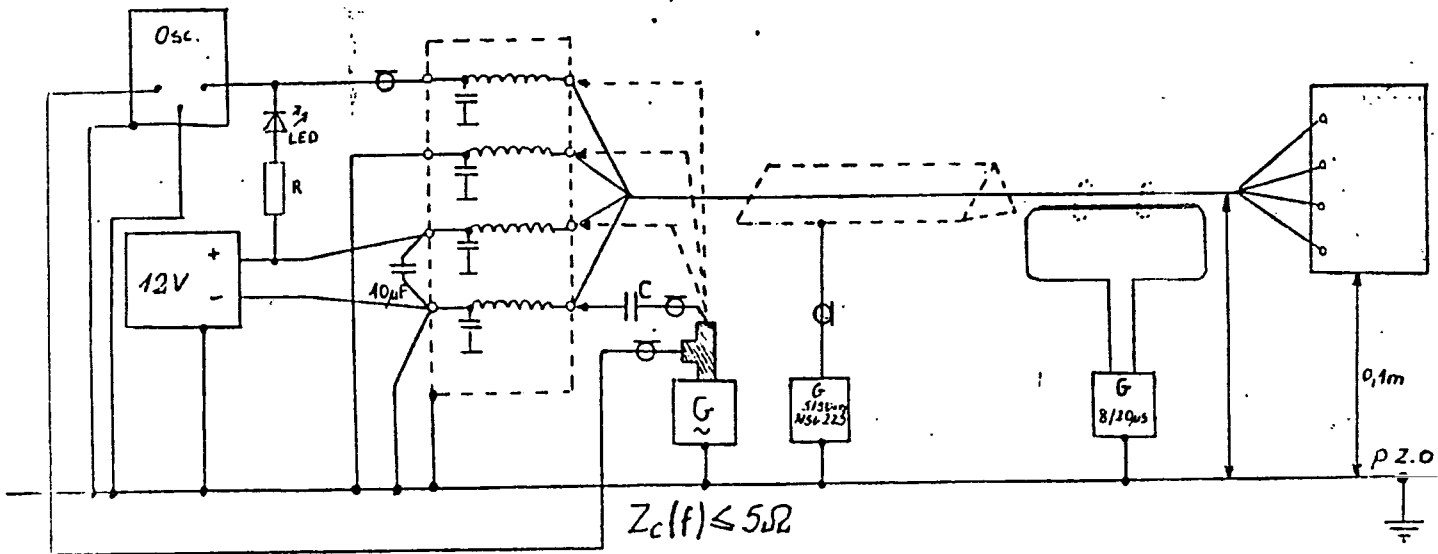 Osc.
LED
R
+
12V
-
10µF
C
G
~
G
G
8/20µs
0,1m
Zc(f) ≤ 5Ω